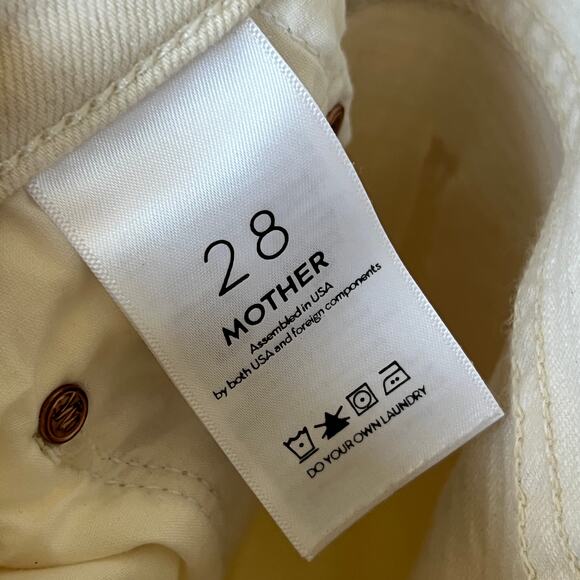 28
MOTHER
Assembled in USA
by both USA and foreign components
DO YOUR OWN LAUNDRY